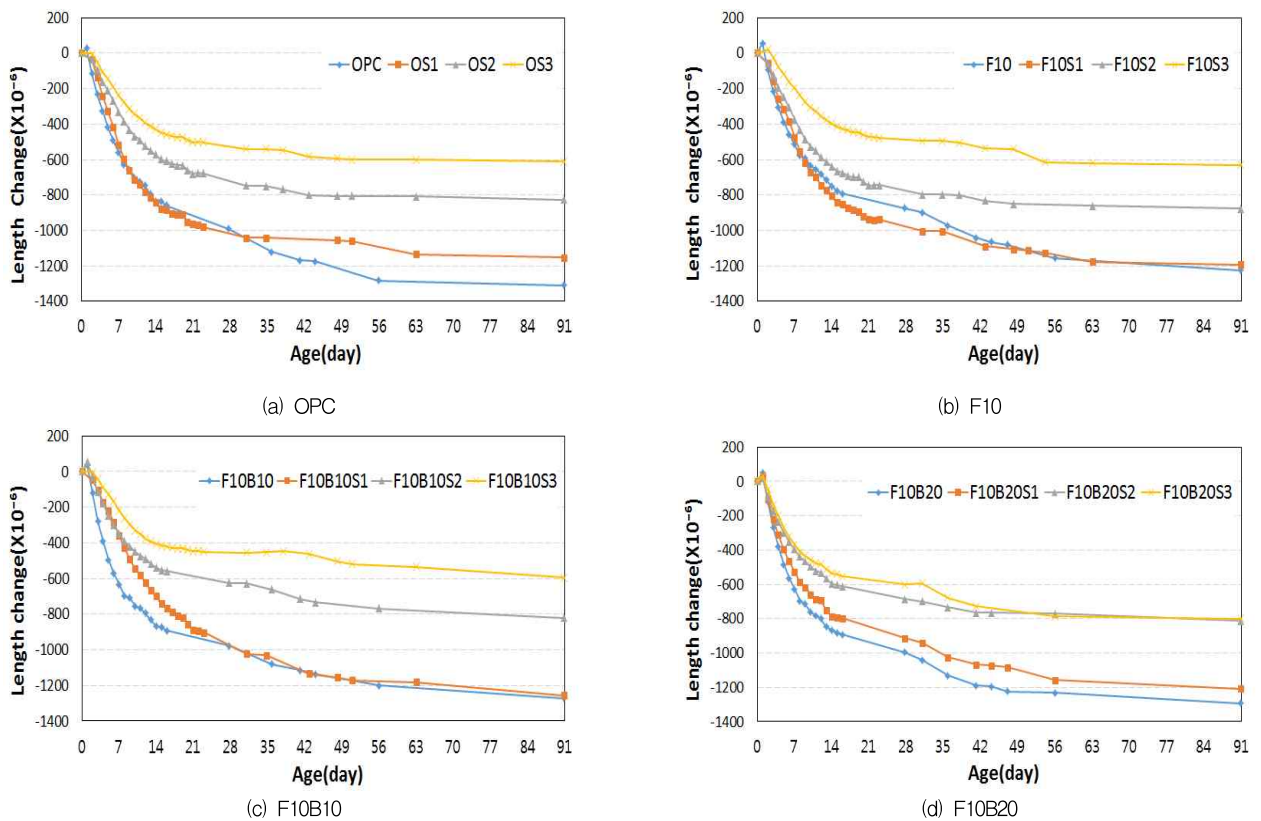 Length Change(X10⁻⁶)
200
0
-200
-400
-600
-800
-1000
-1200
-1400
OPC OS1 OS2 OS3
0 7 14 21 28 35 42 49 56 63 70 77 84 91
Age(day)
(a) OPC
Length change(X10⁻⁶)
200
0
-200
-400
-600
-800
-1000
-1200
-1400
F10 F10S1 F10S2 F10S3
0 7 14 21 28 35 42 49 56 63 70 77 84 91
Age(day)
(b) F10
Length change(X10⁻⁶)
200
0
-200
-400
-600
-800
-1000
-1200
-1400
F10B10 F10B10S1 F10B10S2 F10B10S3
0 7 14 21 28 35 42 49 56 63 70 77 84 91
Age(day)
(c) F10B10
Length change(X10⁻⁶)
200
0
-200
-400
-600
-800
-1000
-1200
-1400
F10B20 F10B20S1 F10B20S2 F10B20S3
0 7 14 21 28 35 42 49 56 63 70 77 84 91
Age(day)
(d) F10B20